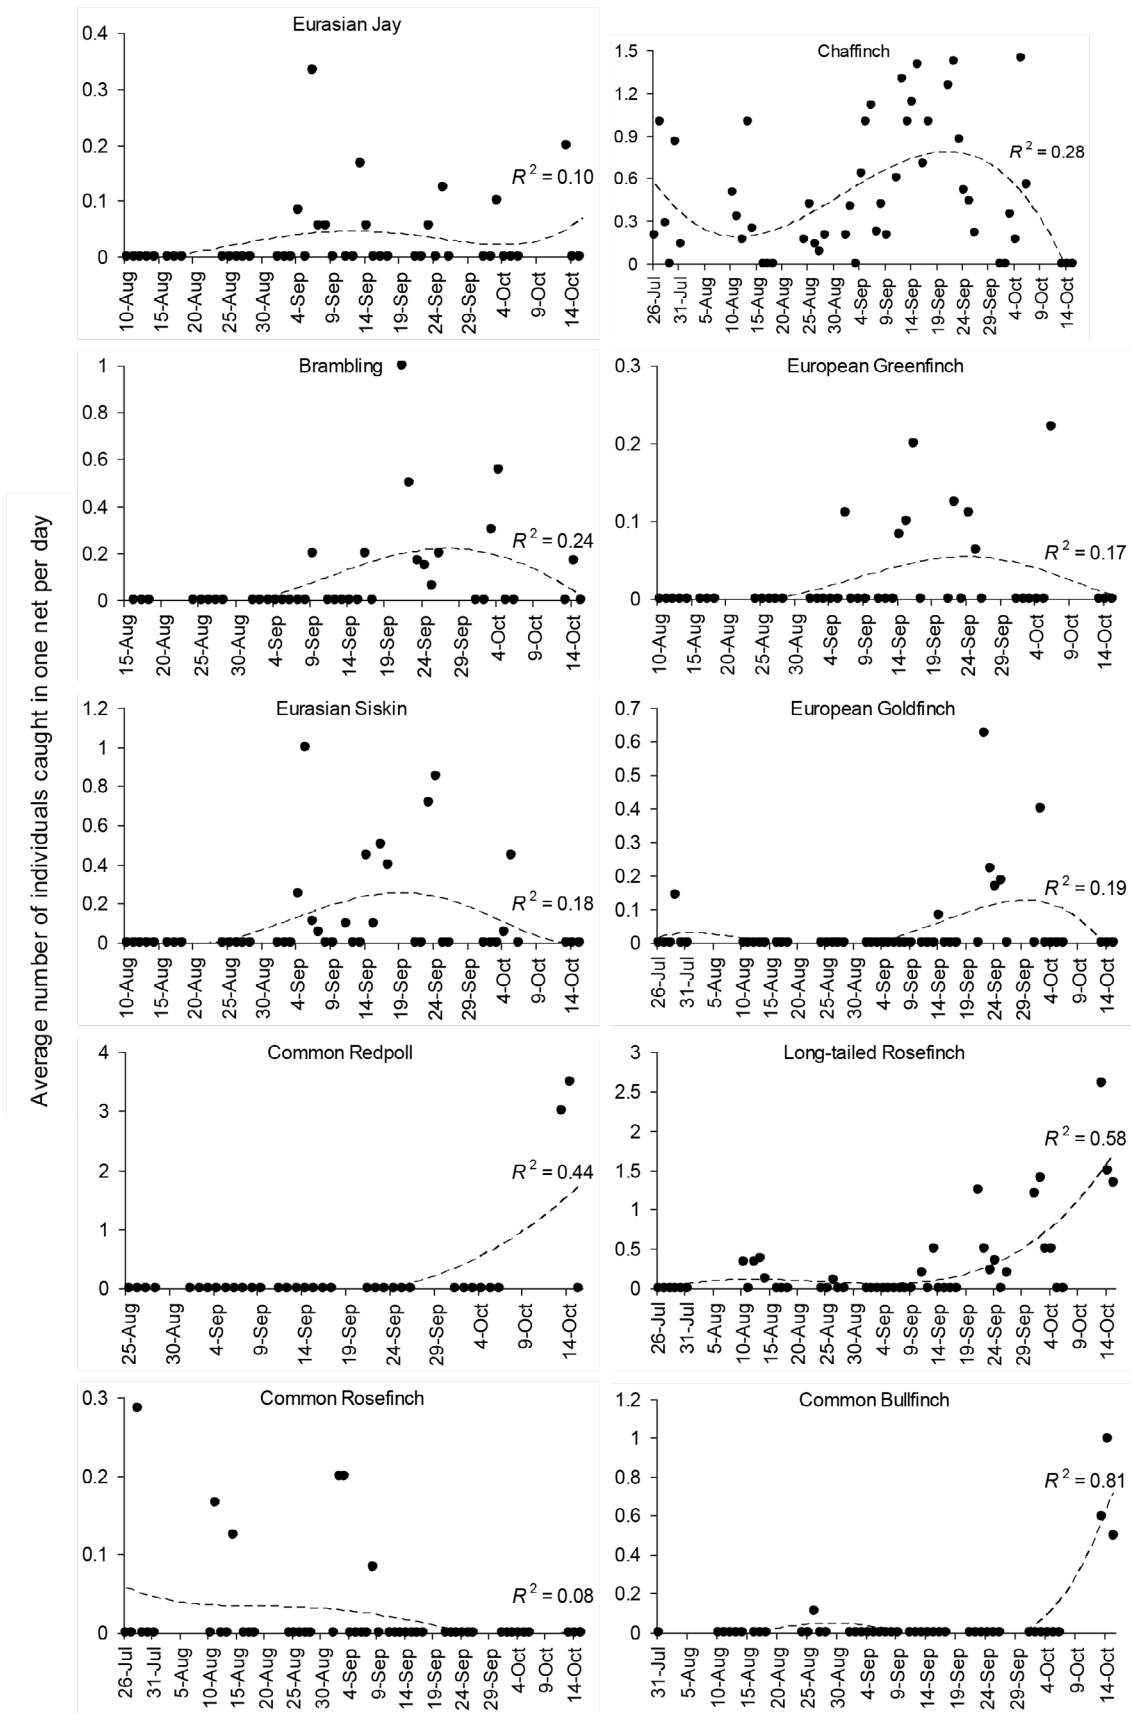 Average number of individuals caught in one net per day
Eurasian Jay
0.4
0.3
0.2
0.1
0
R² = 0.10
10-Aug 15-Aug 20-Aug 25-Aug 30-Aug 4-Sep 9-Sep 14-Sep 19-Sep 24-Sep 29-Sep 4-Oct 9-Oct 14-Oct
Chaffinch
1.5
1.2
0.9
0.6
0.3
0
R² = 0.28
26-Jul 31-Jul 5-Aug 10-Aug 15-Aug 20-Aug 25-Aug 30-Aug 4-Sep 9-Sep 14-Sep 19-Sep 24-Sep 29-Sep 4-Oct 9-Oct 14-Oct
Brambling
1
0.8
0.6
0.4
0.2
0
R² = 0.24
15-Aug 20-Aug 25-Aug 30-Aug 4-Sep 9-Sep 14-Sep 19-Sep 24-Sep 29-Sep 4-Oct 9-Oct 14-Oct
European Greenfinch
0.3
0.2
0.1
0
R² = 0.17
10-Aug 15-Aug 20-Aug 25-Aug 30-Aug 4-Sep 9-Sep 14-Sep 19-Sep 24-Sep 29-Sep 4-Oct 9-Oct 14-Oct
Eurasian Siskin
1.2
1
0.8
0.6
0.4
0.2
0
R² = 0.18
10-Aug 15-Aug 20-Aug 25-Aug 30-Aug 4-Sep 9-Sep 14-Sep 19-Sep 24-Sep 29-Sep 4-Oct 9-Oct 14-Oct
European Goldfinch
0.7
0.6
0.5
0.4
0.3
0.2
0.1
0
R² = 0.19
26-Jul 31-Jul 5-Aug 10-Aug 15-Aug 20-Aug 25-Aug 30-Aug 4-Sep 9-Sep 14-Sep 19-Sep 24-Sep 29-Sep 4-Oct 9-Oct 14-Oct
Common Redpoll
4
3
2
1
0
R² = 0.44
25-Aug 30-Aug 4-Sep 9-Sep 14-Sep 19-Sep 24-Sep 29-Sep 4-Oct 9-Oct 14-Oct
Long-tailed Rosefinch
3
2.5
2
1.5
1
0.5
0
R² = 0.58
26-Jul 31-Jul 5-Aug 10-Aug 15-Aug 20-Aug 25-Aug 30-Aug 4-Sep 9-Sep 14-Sep 19-Sep 24-Sep 29-Sep 4-Oct 9-Oct 14-Oct
Common Rosefinch
0.3
0.2
0.1
0
R² = 0.08
26-Jul 31-Jul 5-Aug 10-Aug 15-Aug 20-Aug 25-Aug 30-Aug 4-Sep 9-Sep 14-Sep 19-Sep 24-Sep 29-Sep 4-Oct 9-Oct 14-Oct
Common Bullfinch
1.2
1
0.8
0.6
0.4
0.2
0
R² = 0.81
31-Jul 5-Aug 10-Aug 15-Aug 20-Aug 25-Aug 30-Aug 4-Sep 9-Sep 14-Sep 19-Sep 24-Sep 29-Sep 4-Oct 9-Oct 14-Oct